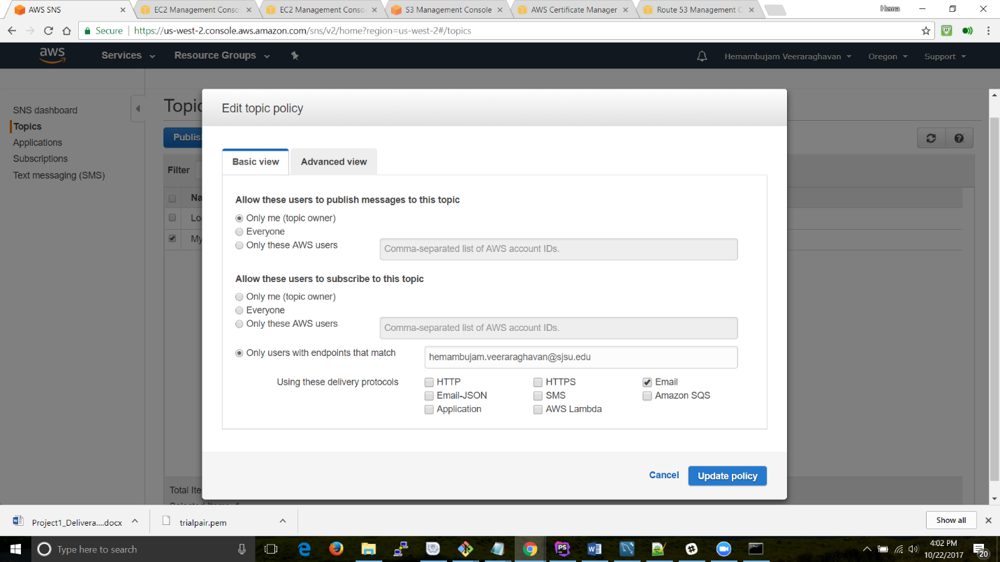 AWS SNS
EC2 Management Conso
EC2 Management Conso
S3 Management Console
AWS Certificate Manager
Route 53 Management C
Hema
Secure
https://us-west-2.console.aws.amazon.com/sns/v2/home?region=us-west-2#/topics
aws
Services
Resource Groups
Hemambujam Veeraraghavan
Oregon
Support
SNS dashboard
Topics
Applications
Subscriptions
Text messaging (SMS)
Topic
Publis
Filter
Na
Lo
My
Total Ite
Edit topic policy
Basic view
Advanced view
Allow these users to publish messages to this topic
Only me (topic owner)
Everyone
Only these AWS users
Comma-separated list of AWS account IDs.
Allow these users to subscribe to this topic
Only me (topic owner)
Everyone
Only these AWS users
Comma-separated list of AWS account IDs.
Only users with endpoints that match
hemambujam.veeraraghavan@sjsu.edu
Using these delivery protocols
HTTP
HTTPS
Email
Email-JSON
SMS
Amazon SQS
Application
AWS Lambda
Cancel
Update policy
Project1_Delivera....docx
trialpair.pem
Show all
Type here to search
PS
4:02 PM
10/22/2017
20